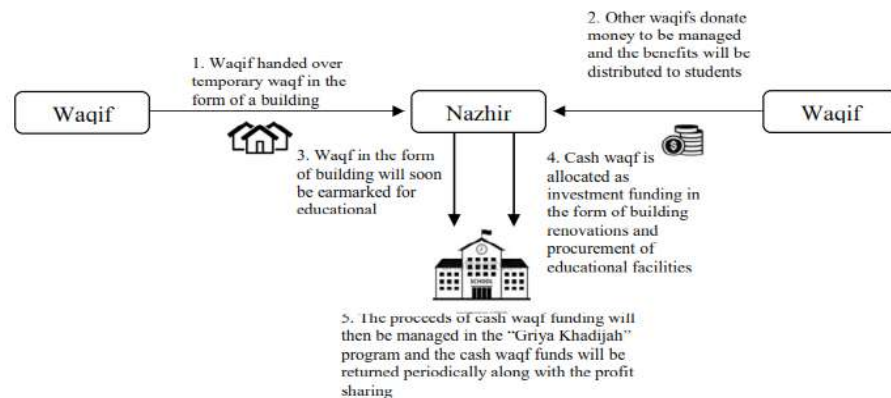 2. Other waqifs donate
money to be managed
and the benefits will be
distributed to students
1. Waqif handed over
temporary waqf in the
form of a building
Waqif
Nazhir
Waqif
3. Waqf in the form
of building will soon
be earmarked for
educational
4. Cash waqf is
allocated as
investment funding in
the form of building
renovations and
procurement of
educational facilities
SCHOOL
5. The proceeds of cash waqf funding will
then be managed in the “Griya Khadijah”
program and the cash waqf funds will be
returned periodically along with the profit
sharing